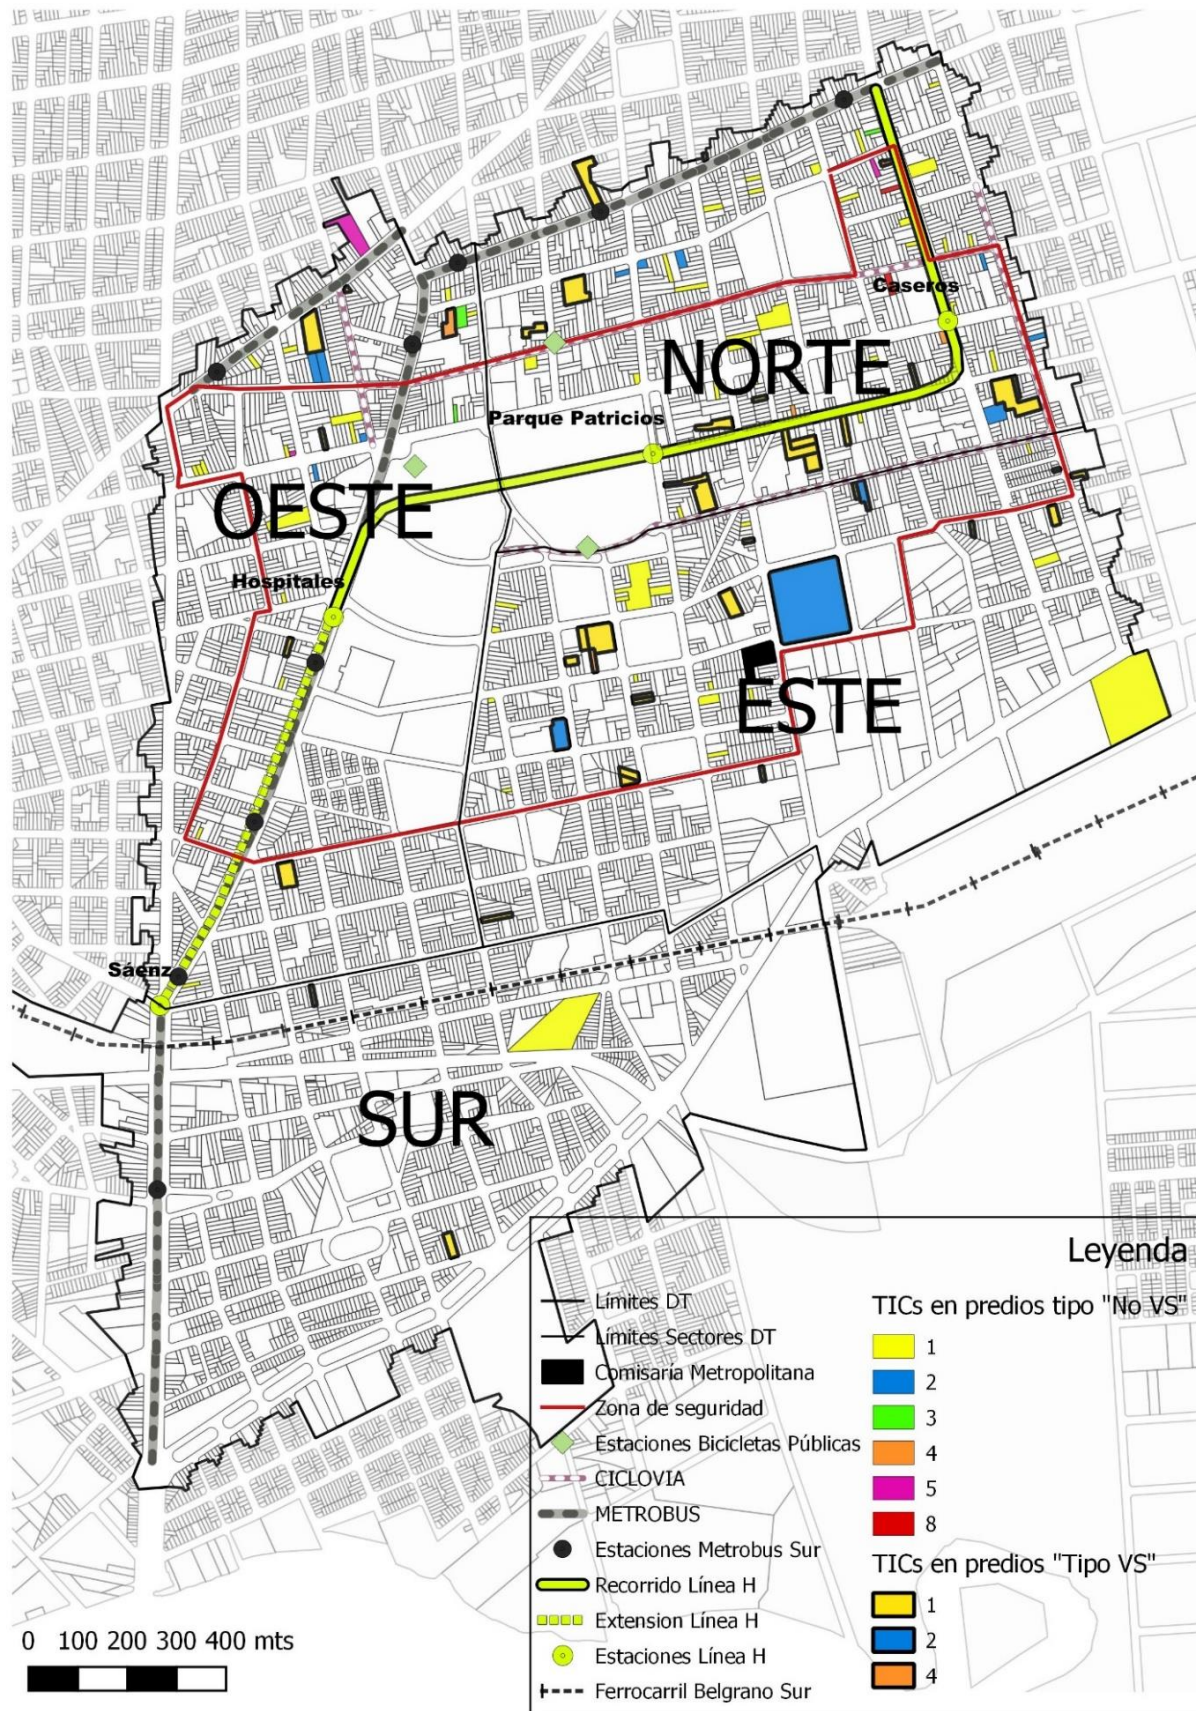 Caseros
NORTE
Parque Patricios
OESTE
Hospitales
ESTE
Sáenz
SUR
Leyenda
Límites DT
Límites Sectores DT
Comisaría Metropolitana
Zona de seguridad
Estaciones Bicicletas Públicas
CICLOVIA
METROBUS
Estaciones Metrobus Sur
Recorrido Línea H
Extension Línea H
Estaciones Línea H
Ferrocarril Belgrano Sur
TICs en predios tipo "No VS"
1
2
3
4
5
8
TICs en predios "Tipo VS"
1
2
4
0 100 200 300 400 mts